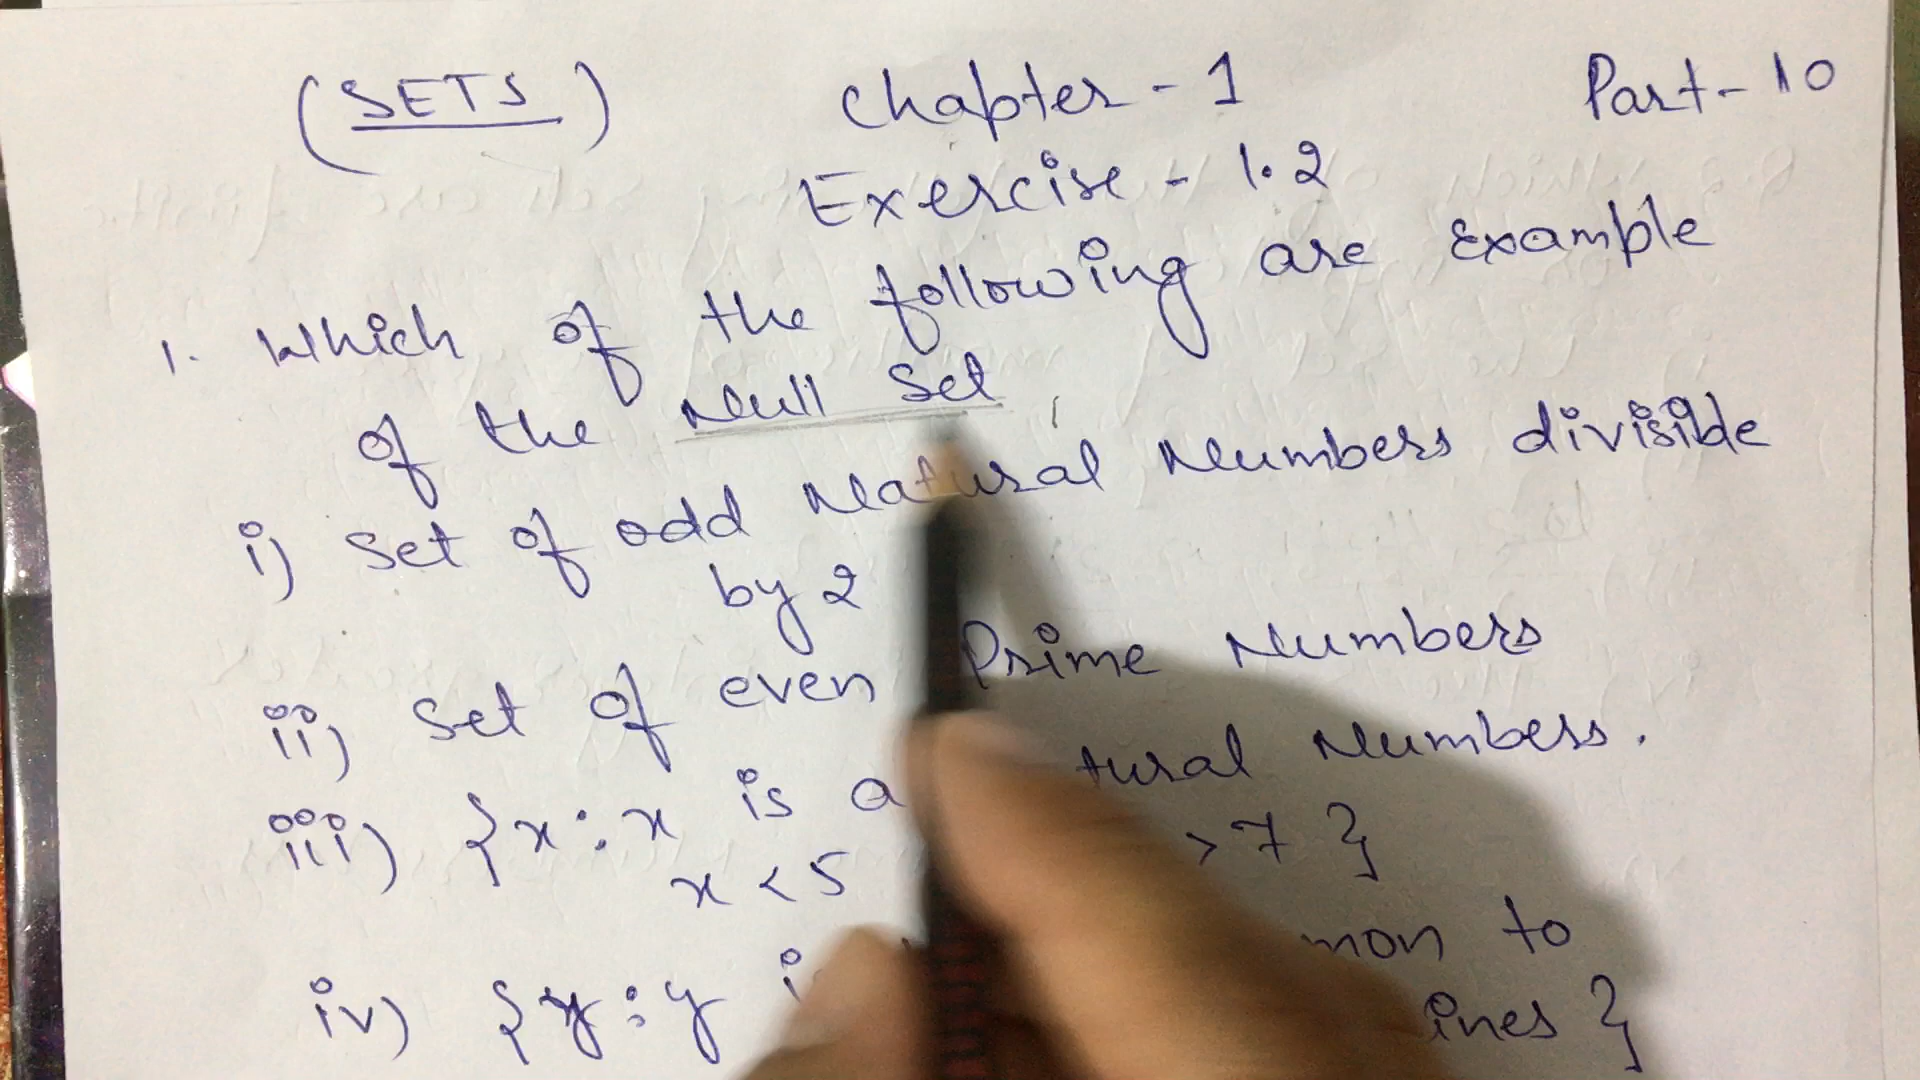 (SETS) Chapter - 1 Part - 10
Exercise - 1.2
1. Which of the following are example
of the Null Set
i) Set of odd Natural Numbers divisible
by 2
ii) Set of even Prime Numbers
iii) {x : x is a tural Numbers.
x < 5 > 7 }
iv) {y : y mon to
ines }